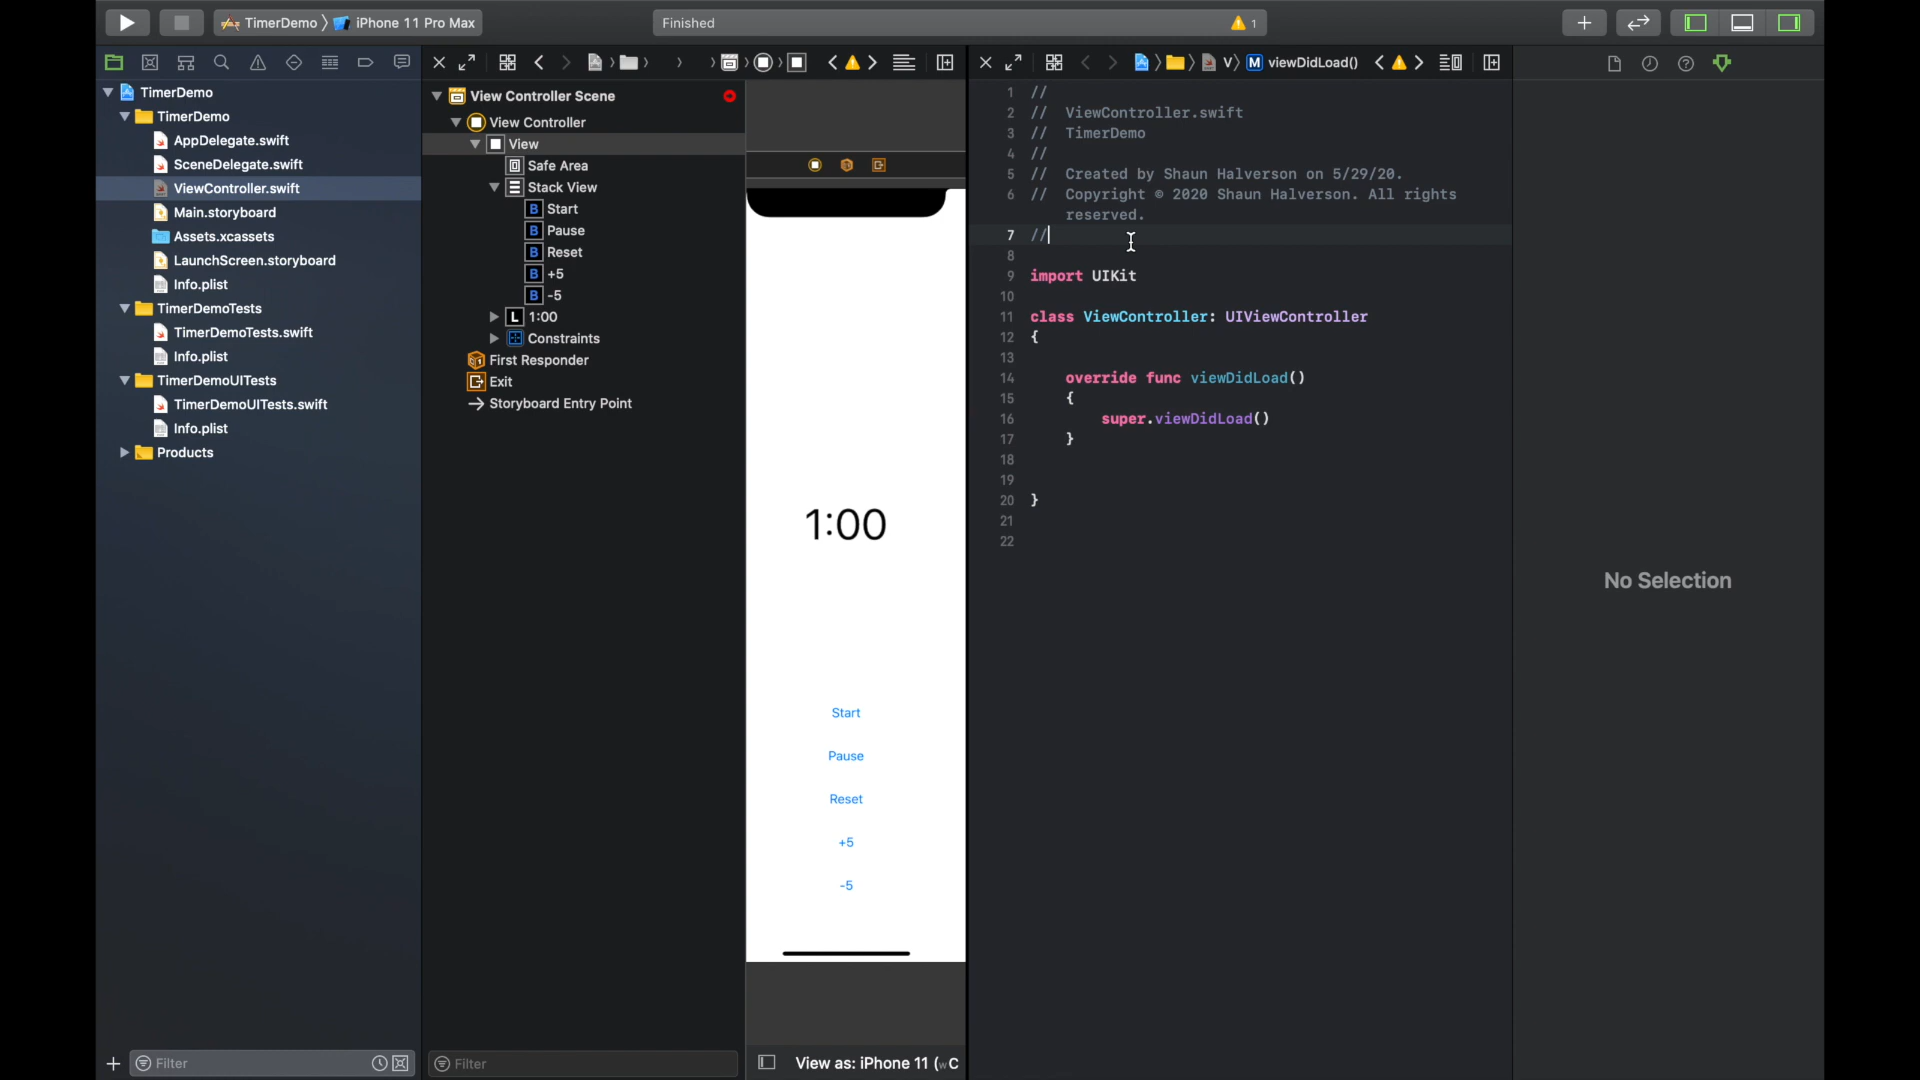 TimerDemo 〉 iPhone 11 Pro Max
Finished
1
TimerDemo
TimerDemo
AppDelegate.swift
SceneDelegate.swift
ViewController.swift
Main.storyboard
Assets.xcassets
LaunchScreen.storyboard
Info.plist
TimerDemoTests
TimerDemoTests.swift
Info.plist
TimerDemoUITests
TimerDemoUITests.swift
Info.plist
Products
Filter
View Controller Scene
View Controller
View
Safe Area
Stack View
B Start
B Pause
B Reset
B +5
B -5
L 1:00
Constraints
First Responder
Exit
Storyboard Entry Point
Filter
1:00
Start
Pause
Reset
+5
-5
View as: iPhone 11 (wC
V 〉 M viewDidLoad()
1 //
2 // ViewController.swift
3 // TimerDemo
4 //
5 // Created by Shaun Halverson on 5/29/20.
6 // Copyright © 2020 Shaun Halverson. All rights
reserved.
7 //
8
9 import UIKit
10
11 class ViewController: UIViewController
12 {
13
14 override func viewDidLoad()
15 {
16 super.viewDidLoad()
17 }
18
19
20 }
21
22
No Selection